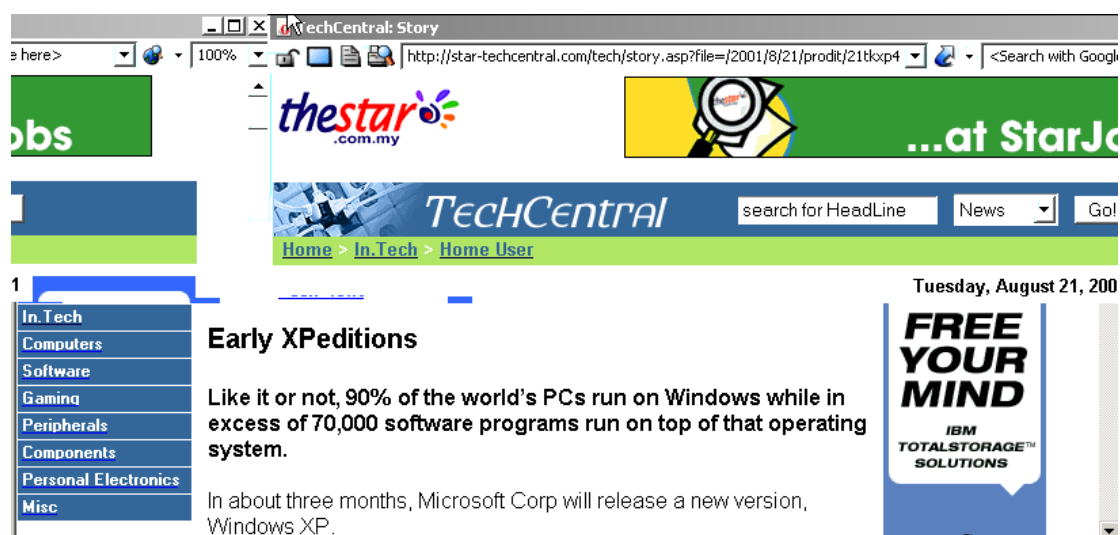 TechCentral: Story
e here>
100%
http://star-techcentral.com/tech/story.asp?file=/2001/8/21/prodit/21tkxp4
<Search with Google
obs
thestar
.com.my
...at StarJo
TECHCENTRAL
search for HeadLine
News
Go!
Home > In.Tech > Home User
1
Tuesday, August 21, 200
In.Tech
Computers
Software
Gaming
Peripherals
Components
Personal Electronics
Misc
Early XPeditions
Like it or not, 90% of the world's PCs run on Windows while in
excess of 70,000 software programs run on top of that operating
system.
In about three months, Microsoft Corp will release a new version,
Windows XP.
FREE
YOUR
MIND
IBM
TOTALSTORAGE™
SOLUTIONS